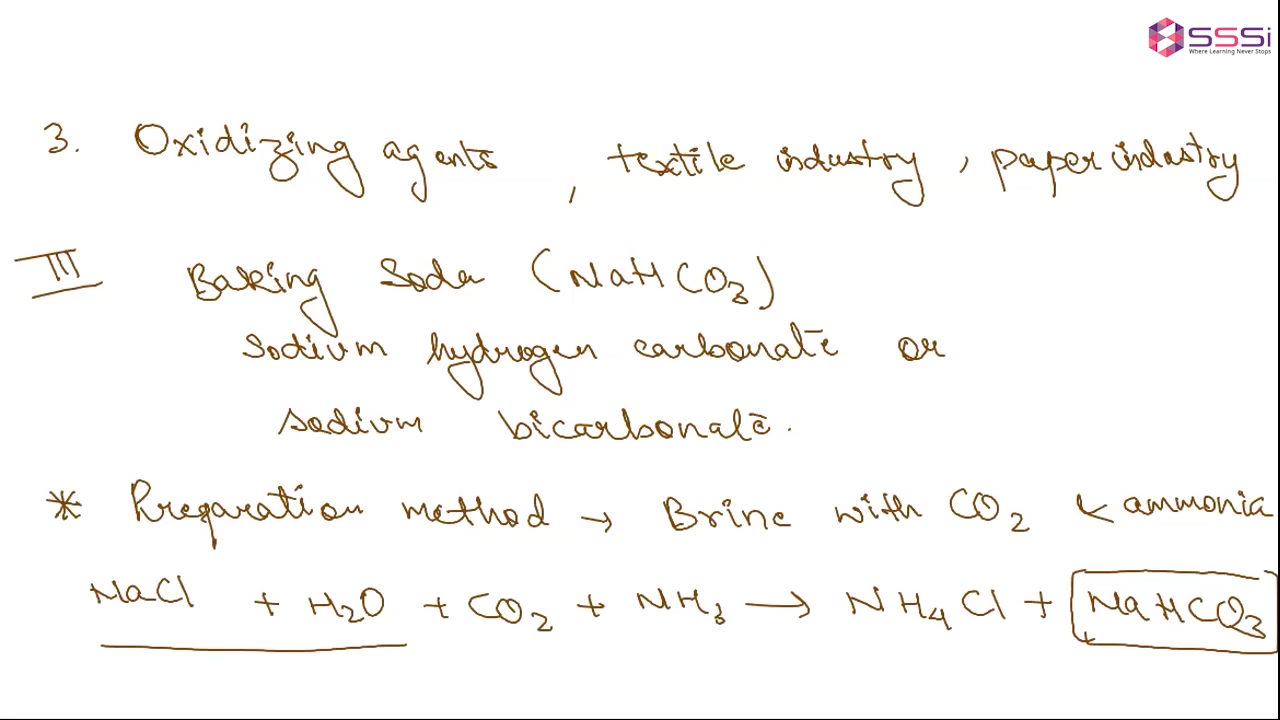 SSSi
Where Learning Never Stops
3. Oxidizing agents , textile industry , paper industry
III Baking Soda (NaHCO3)
Sodium hydrogen carbonate or
sodium bicarbonate.
* Preparation method → Brine with CO2 & ammonia
NaCl + H2O + CO2 + NH3 → NH4Cl + NaHCO3